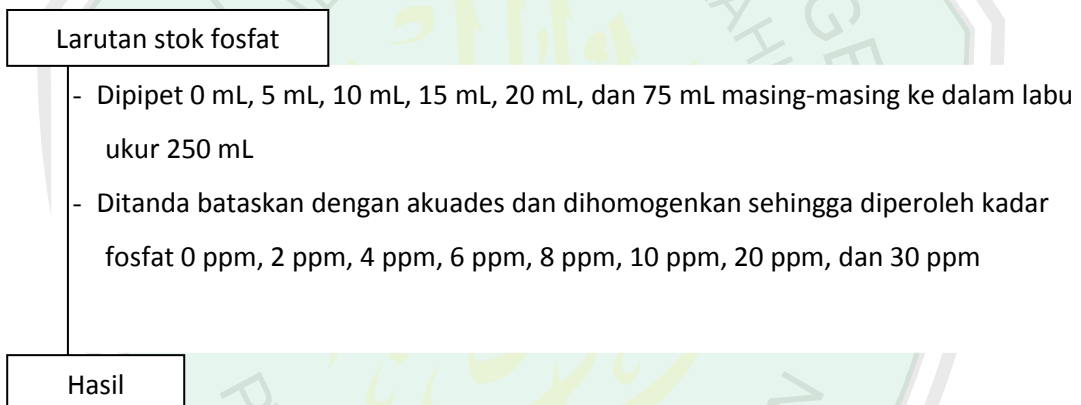 Larutan stok fosfat
- Dipipet 0 mL, 5 mL, 10 mL, 15 mL, 20 mL, dan 75 mL masing-masing ke dalam labu
ukur 250 mL
- Ditanda bataskan dengan akuades dan dihomogenkan sehingga diperoleh kadar
fosfat 0 ppm, 2 ppm, 4 ppm, 6 ppm, 8 ppm, 10 ppm, 20 ppm, dan 30 ppm
Hasil